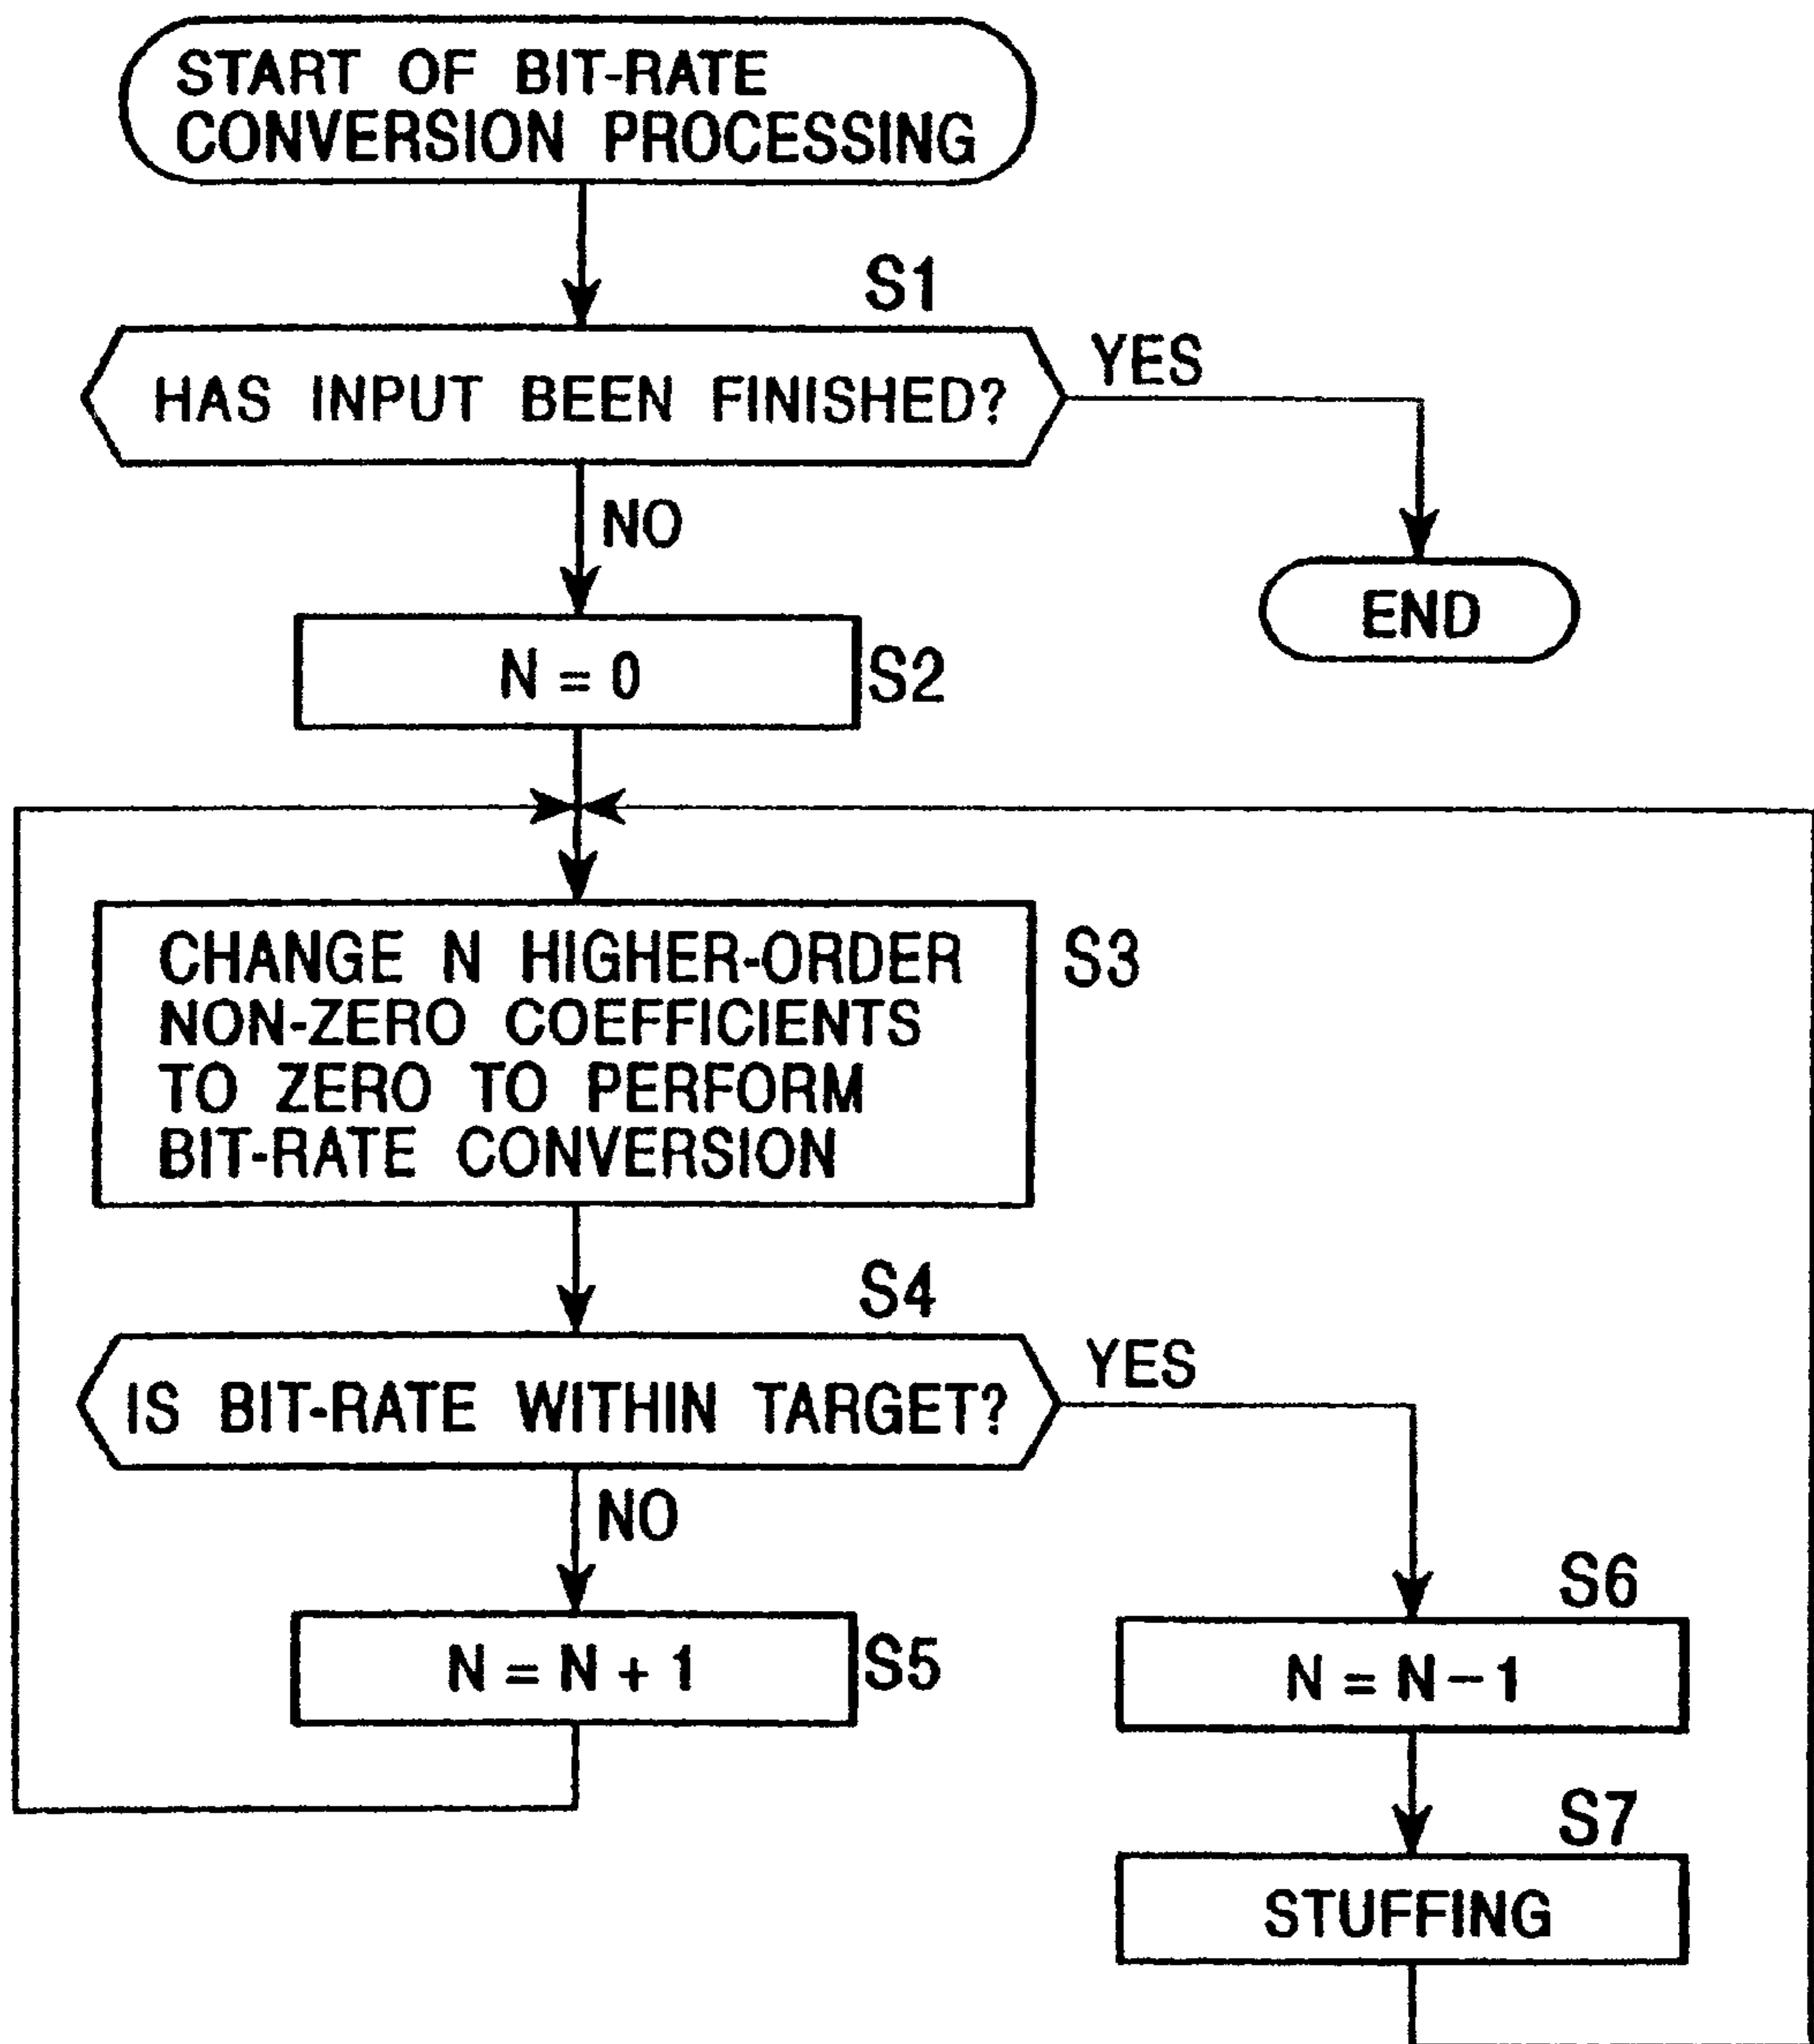 START OF BIT-RATE
CONVERSION PROCESSING
S1
HAS INPUT BEEN FINISHED?
YES
NO
END
N = 0
S2
CHANGE N HIGHER-ORDER
NON-ZERO COEFFICIENTS
TO ZERO TO PERFORM
BIT-RATE CONVERSION
S3
S4
IS BIT-RATE WITHIN TARGET?
YES
NO
N = N + 1
S5
S6
N = N - 1
S7
STUFFING